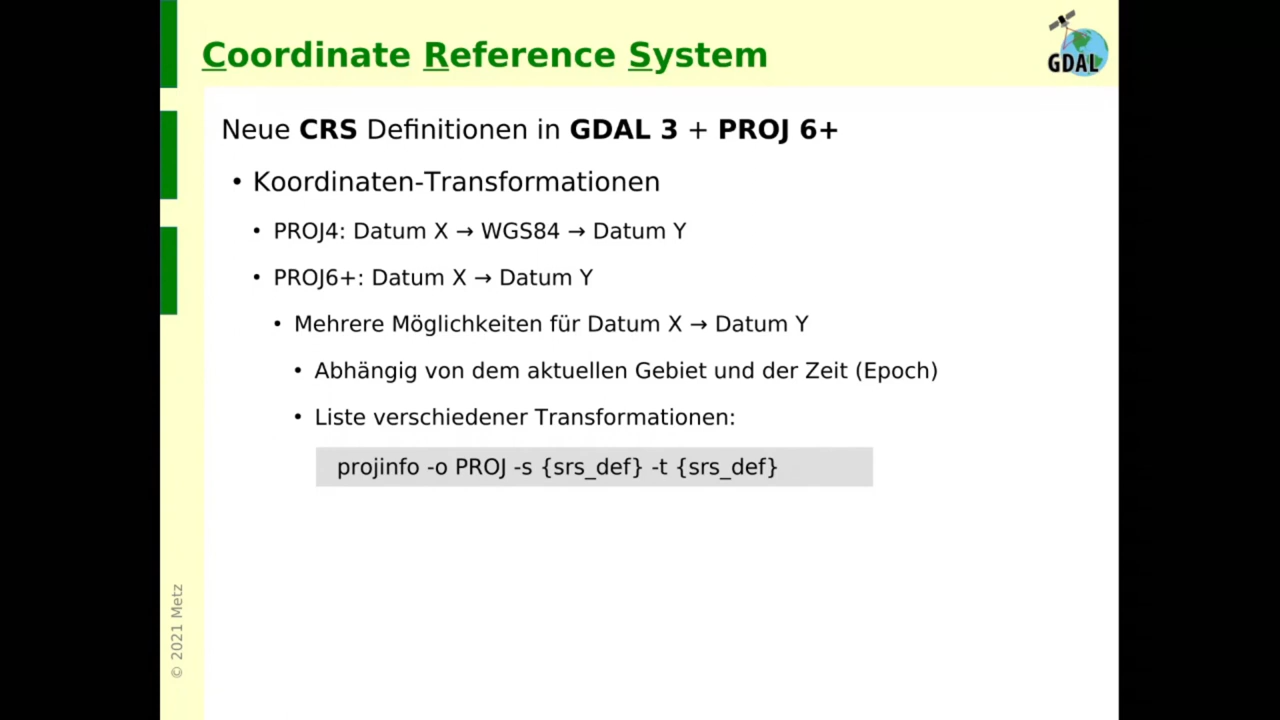 Coordinate Reference System
GDAL
Neue CRS Definitionen in GDAL 3 + PROJ 6+
• Koordinaten-Transformationen
• PROJ4: Datum X → WGS84 → Datum Y
• PROJ6+: Datum X → Datum Y
• Mehrere Möglichkeiten für Datum X → Datum Y
• Abhängig von dem aktuellen Gebiet und der Zeit (Epoch)
• Liste verschiedener Transformationen:
projinfo -o PROJ -s {srs_def} -t {srs_def}
© 2021 Metz